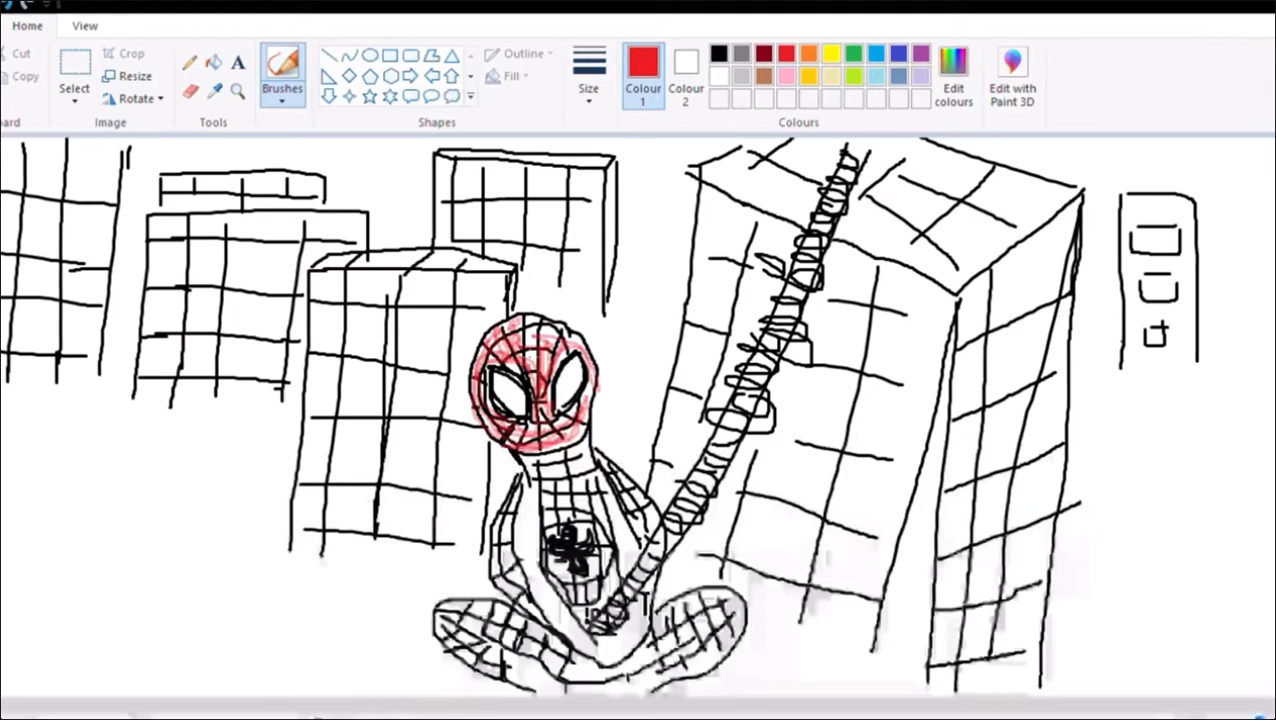 Home View
Cut
Copy
Select
Crop
Resize
Rotate
A
Brushes
Outline
Fill
Size
Colour 1
Colour 2
Edit colours
Edit with Paint 3D
ard
Image
Tools
Shapes
Colours